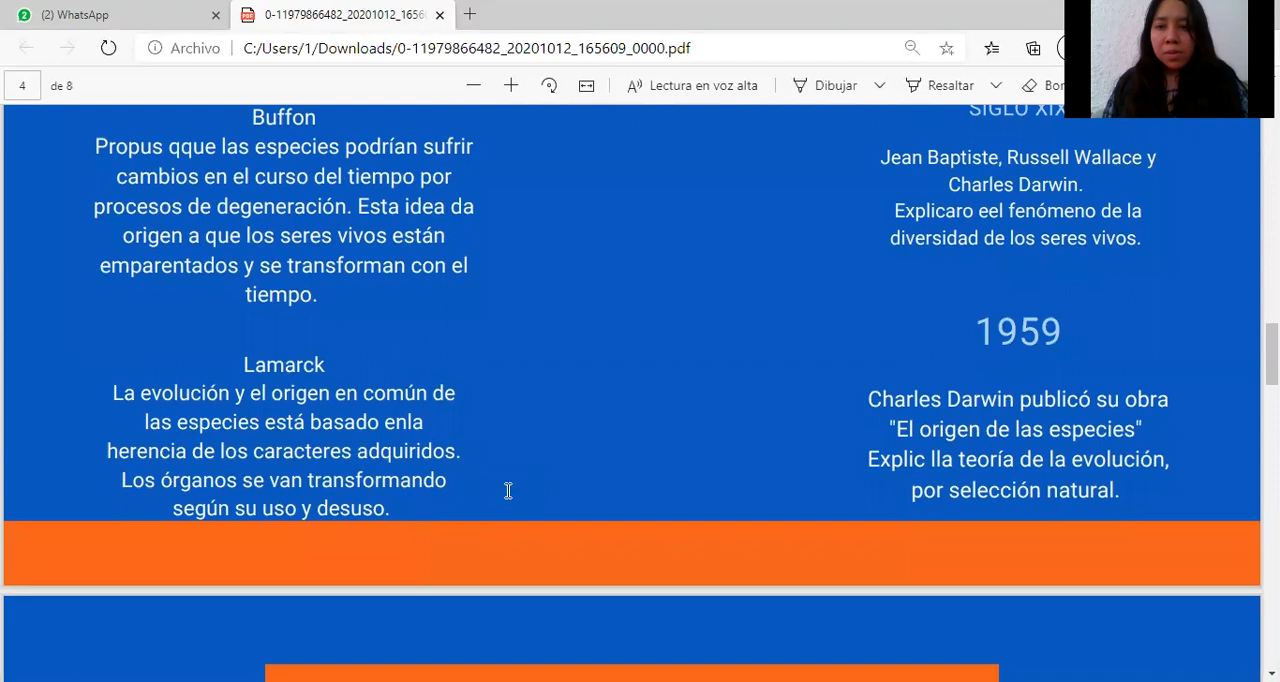 (2) WhatsApp
0-11979866482_20201012_1656
Archivo
C:/Users/1/Downloads/0-11979866482_20201012_165609_0000.pdf
4
de 8
Lectura en voz alta
Dibujar
Resaltar
Bor
Buffon
Propus qque las especies podrían sufrir
cambios en el curso del tiempo por
procesos de degeneración. Esta idea da
origen a que los seres vivos están
emparentados y se transforman con el
tiempo.
Lamarck
La evolución y el origen en común de
las especies está basado enla
herencia de los caracteres adquiridos.
Los órganos se van transformando
según su uso y desuso.
SIGLO XIX
Jean Baptiste, Russell Wallace y
Charles Darwin.
Explicaro eel fenómeno de la
diversidad de los seres vivos.
1959
Charles Darwin publicó su obra
"El origen de las especies"
Explic lla teoría de la evolución,
por selección natural.